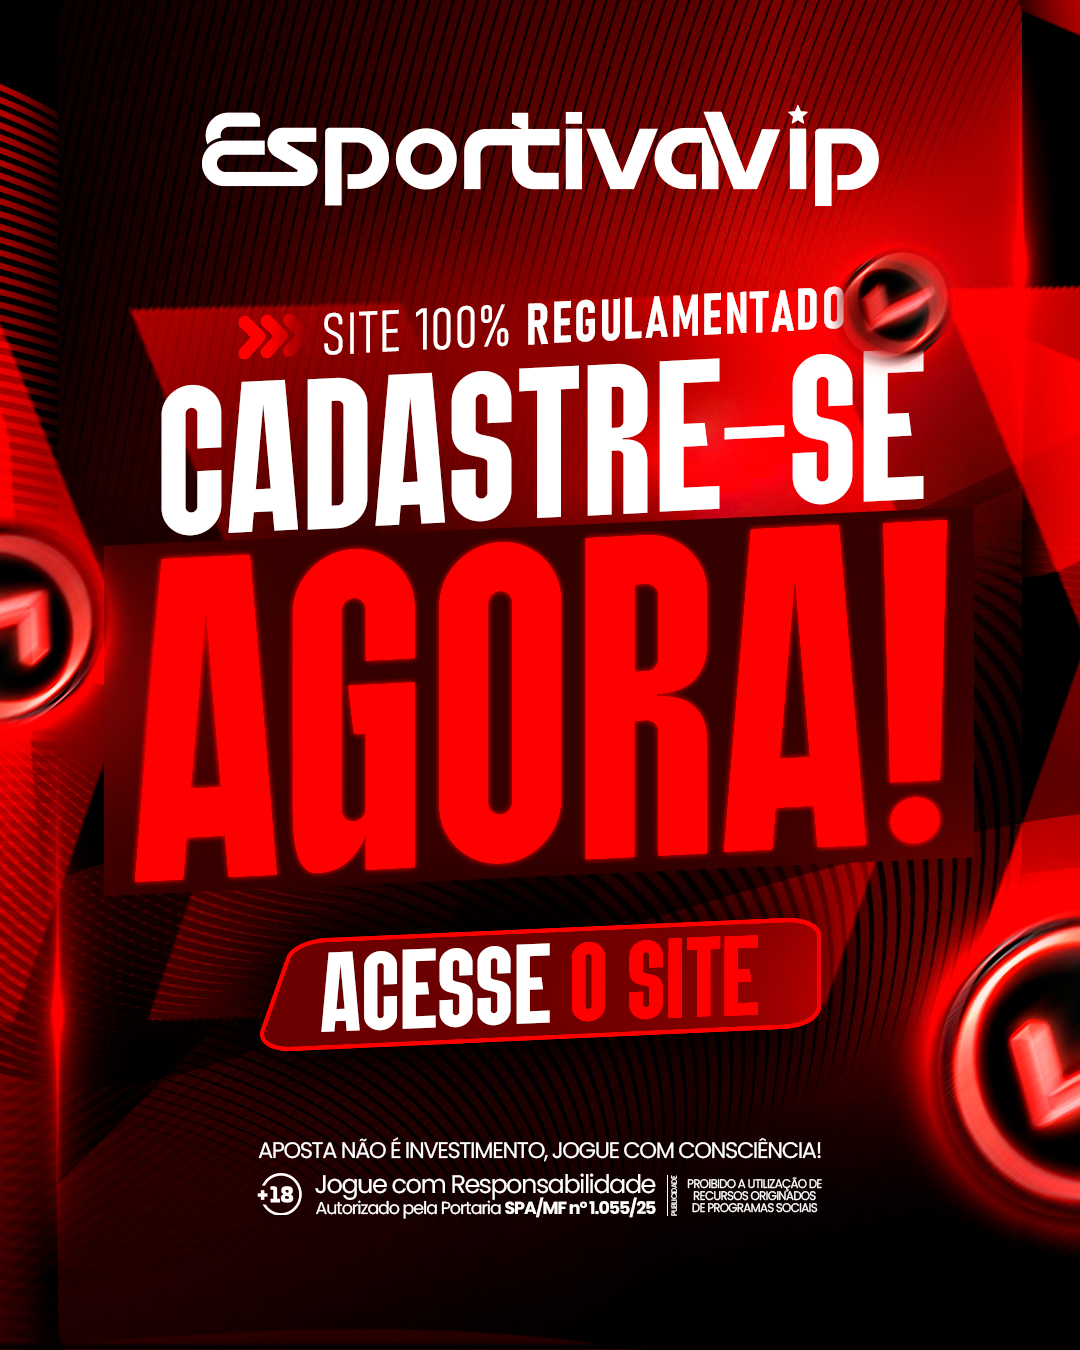 EsportivaVip
SITE 100% REGULAMENTADO
CADASTRE-SE
AGORA!
ACESSE O SITE
APOSTA NÃO É INVESTIMENTO, JOGUE COM CONSCIÊNCIA!
+18
Jogue com Responsabilidade
Autorizado pela Portaria SPA/MF nº 1.055/25
PUBLICIDADE
PROIBIDO A UTILIZAÇÃO DE
RECURSOS ORIGINADOS
DE PROGRAMAS SOCIAIS